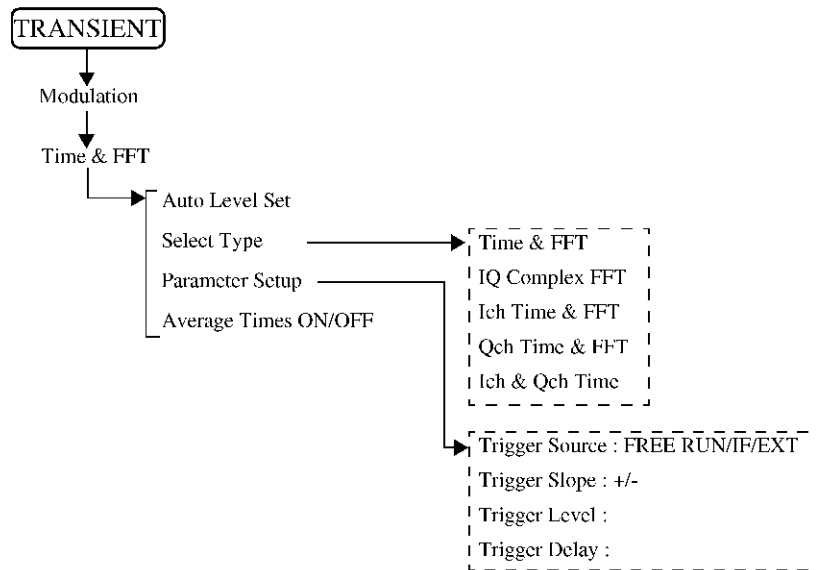 TRANSIENT
Modulation
Time & FFT
Auto Level Set
Select Type
Parameter Setup
Average Times ON/OFF
Time & FFT
IQ Complex FFT
Ich Time & FFT
Qch Time & FFT
Ich & Qch Time
Trigger Source : FREE RUN/IF/EXT
Trigger Slope : +/-
Trigger Level :
Trigger Delay :